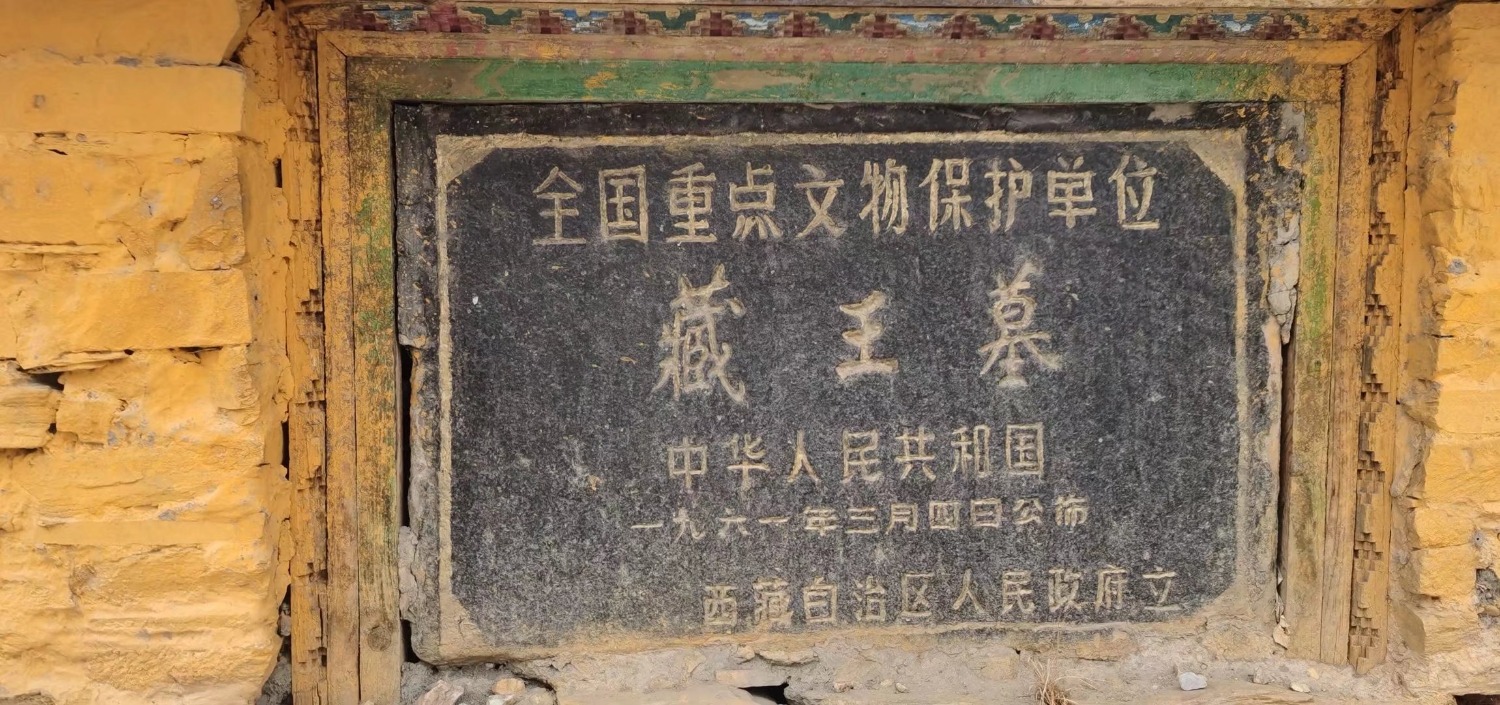 全国重点文物保护单位
藏王墓
中华人民共和国
一九六一年三月四日公布
西藏自治区人民政府立